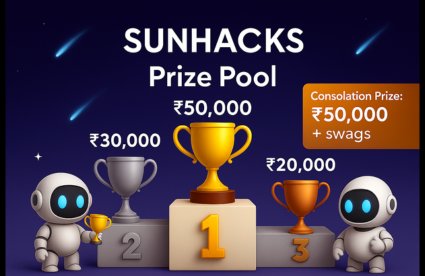 SUNHACKS
Prize Pool
₹50,000
₹30,000
₹20,000
Consolation Prize:
₹50,000
+ swags
2
1
3